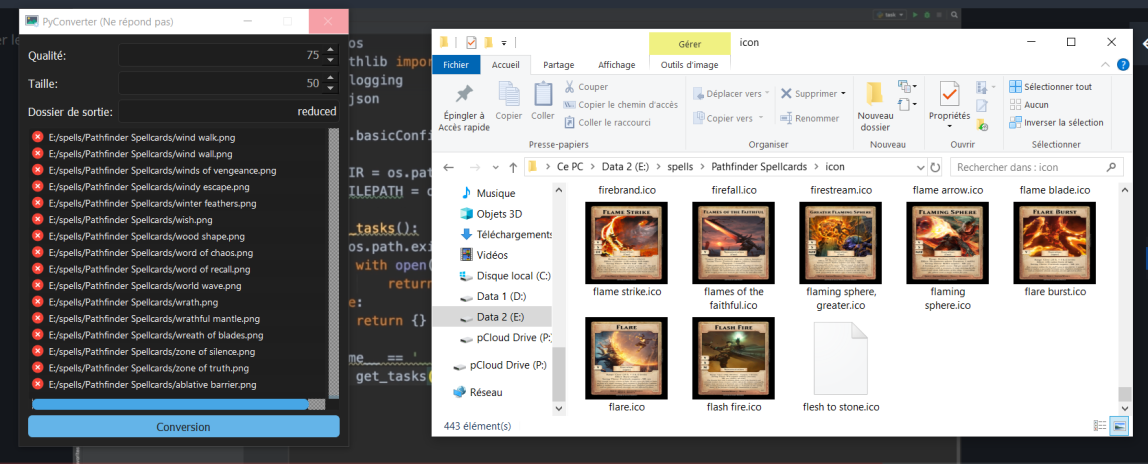 PyConverter (Ne répond pas)
Qualité:
75
Taille:
50
Dossier de sortie:
reduced
E:/spells/Pathfinder Spellcards/wind walk.png
E:/spells/Pathfinder Spellcards/wind wall.png
E:/spells/Pathfinder Spellcards/winds of vengeance.png
E:/spells/Pathfinder Spellcards/windy escape.png
E:/spells/Pathfinder Spellcards/winter feathers.png
E:/spells/Pathfinder Spellcards/wish.png
E:/spells/Pathfinder Spellcards/wood shape.png
E:/spells/Pathfinder Spellcards/word of chaos.png
E:/spells/Pathfinder Spellcards/word of recall.png
E:/spells/Pathfinder Spellcards/world wave.png
E:/spells/Pathfinder Spellcards/wrath.png
E:/spells/Pathfinder Spellcards/wrathful mantle.png
E:/spells/Pathfinder Spellcards/wreath of blades.png
E:/spells/Pathfinder Spellcards/zone of silence.png
E:/spells/Pathfinder Spellcards/zone of truth.png
E:/spells/Pathfinder Spellcards/ablative barrier.png
Conversion
os
thlib impor
logging
json
.basicConfi
IR = os.pat
ILEPATH = o
_tasks():
os.path.exi
with open(
return
e:
return {}
me__ == '_
get_tasks(
task
Gérer
icon
Fichier
Accueil
Partage
Affichage
Outils d'image
Épingler à
Accès rapide
Copier
Coller
Couper
Copier le chemin d'accès
Coller le raccourci
Presse-papiers
Déplacer vers
Copier vers
Supprimer
Renommer
Organiser
Nouveau
dossier
Nouveau
Propriétés
Ouvrir
Sélectionner tout
Aucun
Inverser la sélection
Sélectionner
Ce PC > Data 2 (E:) > spells > Pathfinder Spellcards > icon
Rechercher dans : icon
Musique
Objets 3D
Téléchargements
Vidéos
Disque local (C:)
Data 1 (D:)
Data 2 (E:)
pCloud Drive (P:)
pCloud Drive (P:)
Réseau
firebrand.ico
firefall.ico
firestream.ico
flame arrow.ico
flame blade.ico
FLAME STRIKE
FLAMES OF THE FAITHFUL
GREATER FLAMING SPHERE
FLAMING SPHERE
FLARE BURST
flame strike.ico
flames of the
faithful.ico
flaming sphere,
greater.ico
flaming
sphere.ico
flare burst.ico
FLARE
FLASH FIRE
flare.ico
flash fire.ico
flesh to stone.ico
443 élément(s)